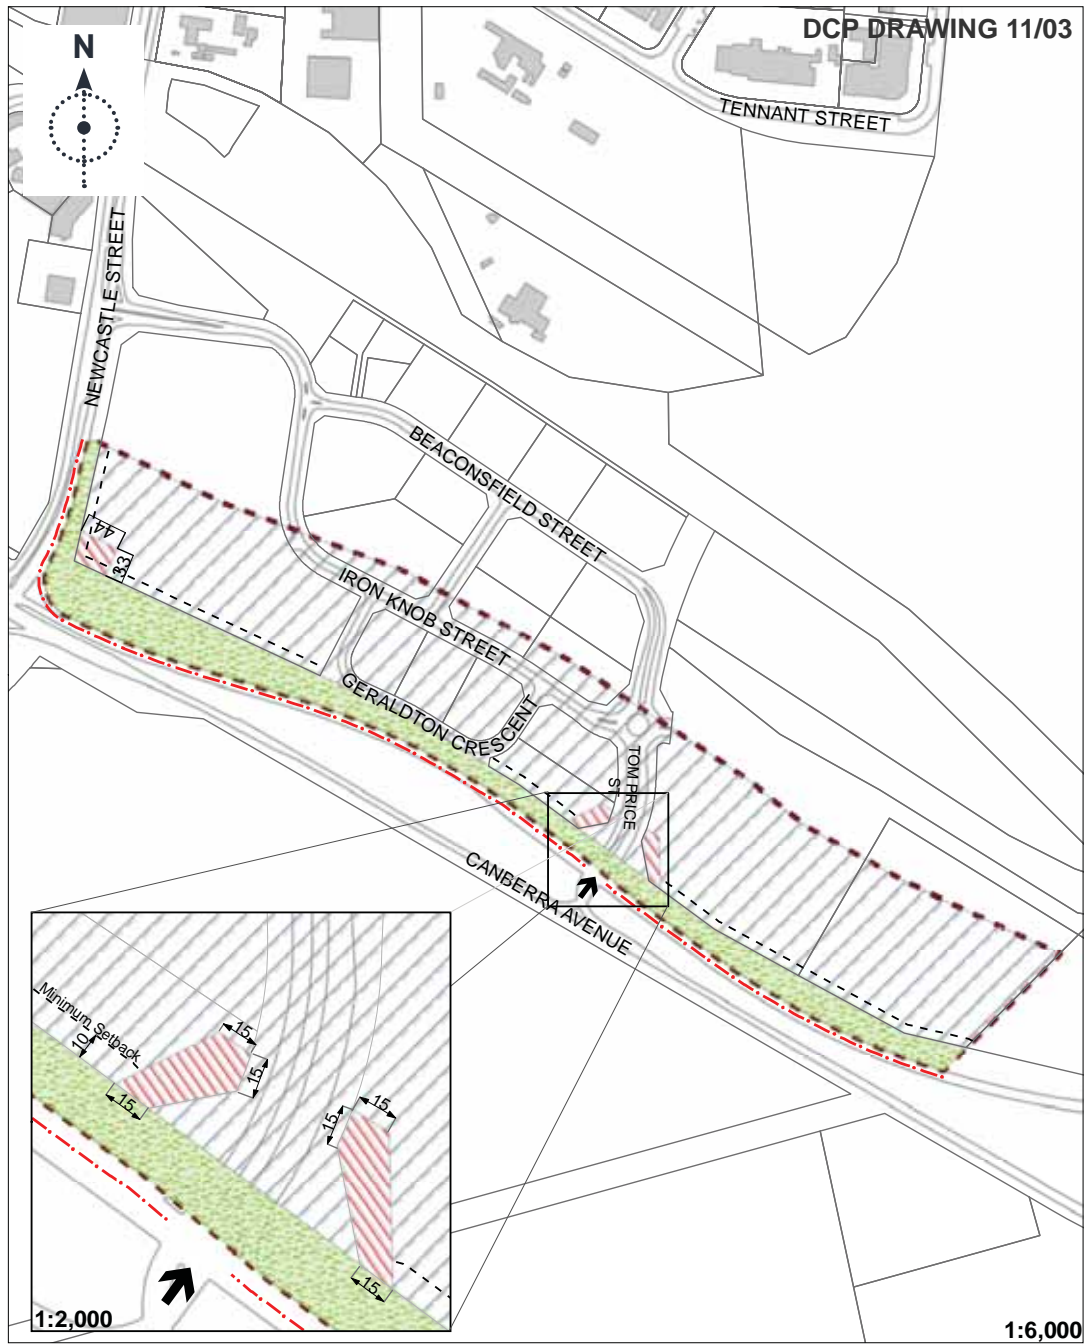 DCP DRAWING 11/03
N
TENNANT STREET
NEWCASTLE STREET
BEACONSFIELD STREET
44
33
IRON KNOB STREET
GERALDTON CRESCENT
TOM PRICE
ST
CANBERRA AVENUE
Minimum Setback
10
15
15
15
15
15
15
1:2,000
1:6,000